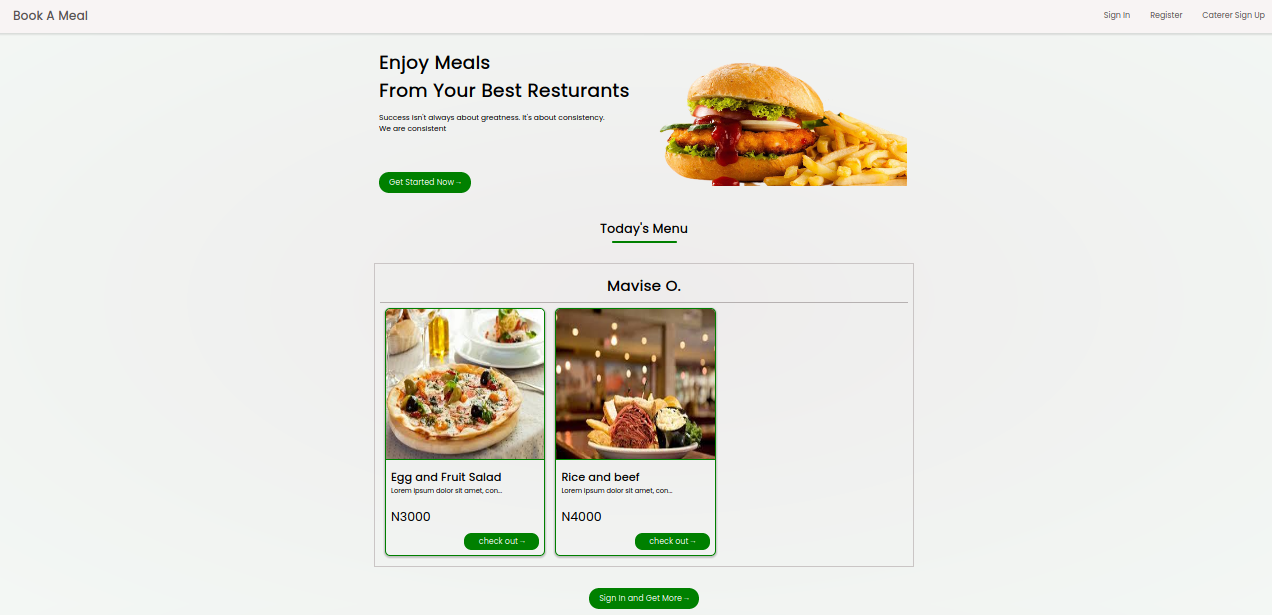 Book A Meal
Sign In
Register
Caterer Sign Up
Enjoy Meals
From Your Best Resturants
Success isn't always about greatness. It's about consistency.
We are consistent
Get Started Now→
Today's Menu
Mavise O.
Egg and Fruit Salad
Lorem ipsum dolor sit amet, con...
N3000
check out→
Rice and beef
Lorem ipsum dolor sit amet, con...
N4000
check out→
Sign In and Get More→